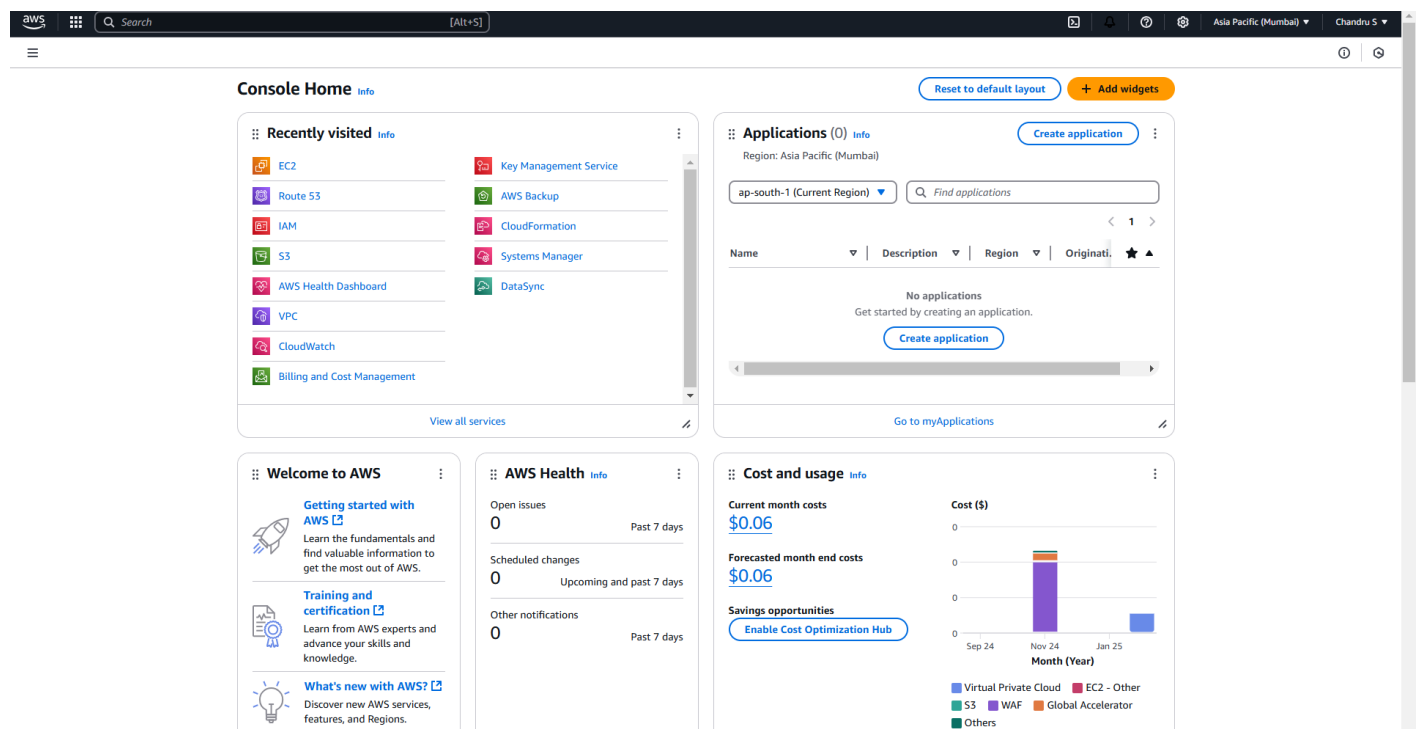 aws
Search
[Alt+S]
Asia Pacific (Mumbai)
Chandru S
Console Home Info
Reset to default layout
+ Add widgets
Recently visited Info
EC2
Route 53
IAM
S3
AWS Health Dashboard
VPC
CloudWatch
Billing and Cost Management
Key Management Service
AWS Backup
CloudFormation
Systems Manager
DataSync
View all services
Applications (0) Info
Create application
Region: Asia Pacific (Mumbai)
ap-south-1 (Current Region)
Find applications
1
Name
Description
Region
Originati.
No applications
Get started by creating an application.
Create application
Go to myApplications
Welcome to AWS
Getting started with
AWS
Learn the fundamentals and
find valuable information to
get the most out of AWS.
Training and
certification
Learn from AWS experts and
advance your skills and
knowledge.
What's new with AWS?
Discover new AWS services,
features, and Regions.
AWS Health Info
Open issues
0
Past 7 days
Scheduled changes
0
Upcoming and past 7 days
Other notifications
0
Past 7 days
Cost and usage Info
Current month costs
$0.06
Forecasted month end costs
$0.06
Savings opportunities
Enable Cost Optimization Hub
Cost ($)
0
0
0
0
Sep 24
Nov 24
Jan 25
Month (Year)
Virtual Private Cloud
EC2 - Other
S3
WAF
Global Accelerator
Others